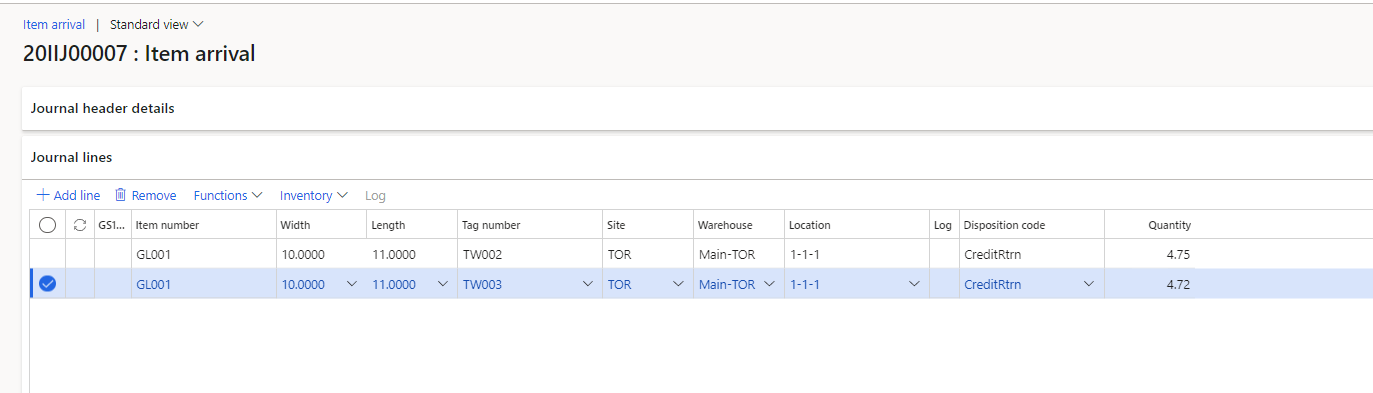 Item arrival | Standard view
20IIJ00007 : Item arrival
Journal header details
Journal lines
Add line Remove Functions Inventory Log
GS1... Item number Width Length Tag number Site Warehouse Location Log Disposition code Quantity
GL001 10.0000 11.0000 TW002 TOR Main-TOR 1-1-1 CreditRtrn 4.75
GL001 10.0000 11.0000 TW003 TOR Main-TOR 1-1-1 CreditRtrn 4.72